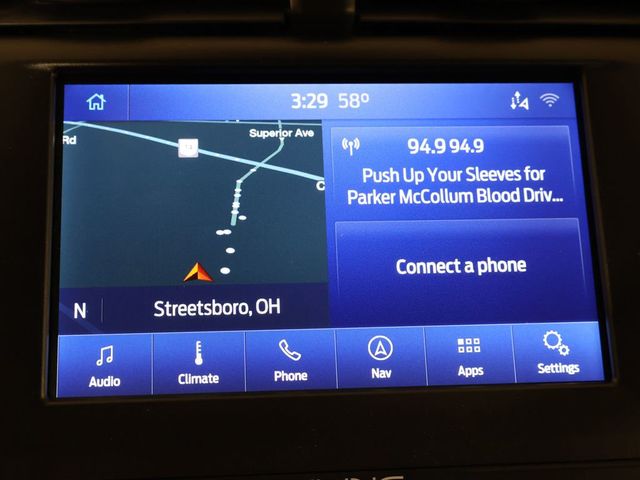 3:29 58°
Rd
Superior Ave
C
94.9 94.9
Push Up Your Sleeves for
Parker McCollum Blood Driv...
Connect a phone
N
Streetsboro, OH
Audio
Climate
Phone
Nav
Apps
Settings